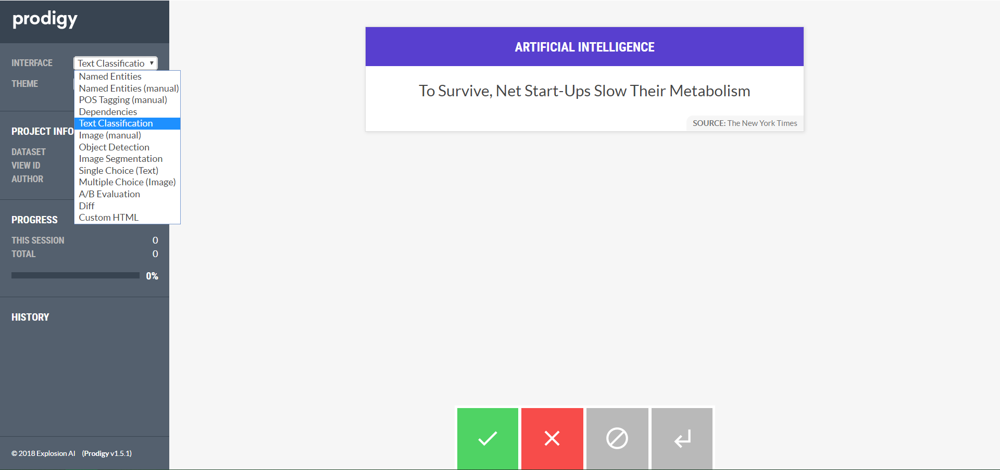 prodigy
INTERFACE
Text Classificatio
THEME
Named Entities
Named Entities (manual)
POS Tagging (manual)
Dependencies
Text Classification
Image (manual)
Object Detection
Image Segmentation
Single Choice (Text)
Multiple Choice (Image)
A/B Evaluation
Diff
Custom HTML
PROJECT INFO
DATASET
VIEW ID
AUTHOR
PROGRESS
THIS SESSION 0
TOTAL 0
0%
HISTORY
© 2018 Explosion AI (Prodigy v1.5.1)
ARTIFICIAL INTELLIGENCE
To Survive, Net Start-Ups Slow Their Metabolism
SOURCE: The New York Times